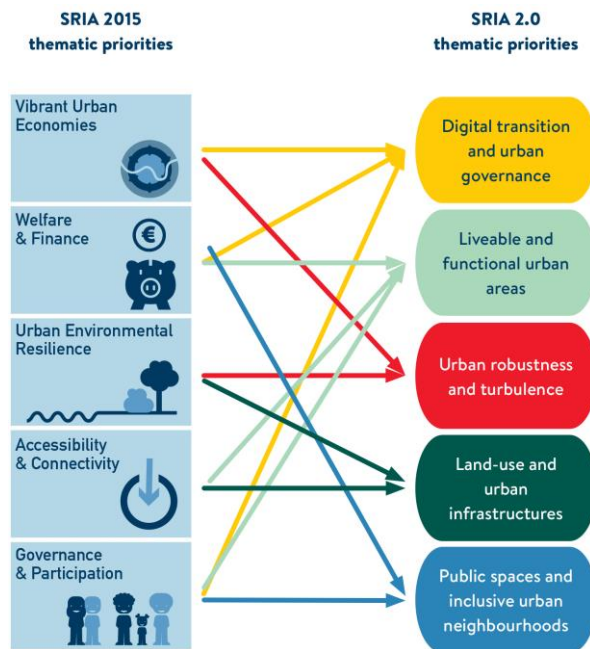 SRIA 2015
thematic priorities
SRIA 2.0
thematic priorities
Vibrant Urban
Economies
Welfare
& Finance
€
Urban Environmental
Resilience
Accessibility
& Connectivity
Governance
& Participation
Digital transition
and urban
governance
Liveable and
functional urban
areas
Urban robustness
and turbulence
Land-use and
urban
infrastructures
Public spaces and
inclusive urban
neighbourhoods